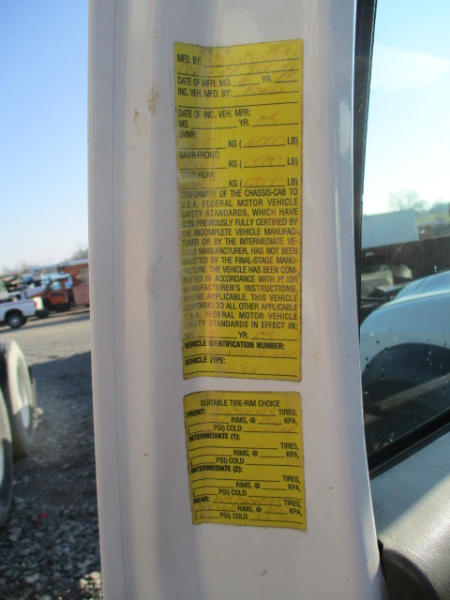 MFD. BY:
DATE OF MFR: MO. YR. 05
INC. VEH. MFD. BY:
DATE OF INC. VEH. MFR:
MO. YR. 05
GVWR:
KG ( LB)
GAWR-FRONT:
KG ( LB)
GAWR-REAR:
KG ( LB)
CONFORMITY OF THE CHASSIS-CAB TO
U.S.A. FEDERAL MOTOR VEHICLE
SAFETY STANDARDS, WHICH HAVE
BEEN PREVIOUSLY FULLY CERTIFIED BY
THE INCOMPLETE VEHICLE MANUFAC-
TURER OR BY THE INTERMEDIATE VE-
HICLE MANUFACTURER, HAS NOT BEEN
AFFECTED BY THE FINAL-STAGE MANU-
FACTURE. THE VEHICLE HAS BEEN COM-
PLETED IN ACCORDANCE WITH PRIOR
MANUFACTURER'S INSTRUCTIONS,
WHERE APPLICABLE. THIS VEHICLE
CONFORMS TO ALL OTHER APPLICABLE
U.S.A. FEDERAL MOTOR VEHICLE
SAFETY STANDARDS IN EFFECT IN:
YR. 05
VEHICLE IDENTIFICATION NUMBER:
VEHICLE TYPE:
SUITABLE TIRE-RIM CHOICE
FRONT: TIRES,
RIMS, @ KPA,
PSI) COLD
INTERMEDIATE (1):
TIRES,
RIMS, @ KPA,
PSI) COLD
INTERMEDIATE (2):
TIRES,
RIMS, @ KPA,
PSI) COLD
REAR: TIRES,
RIMS, @ KPA,
( PSI) COLD